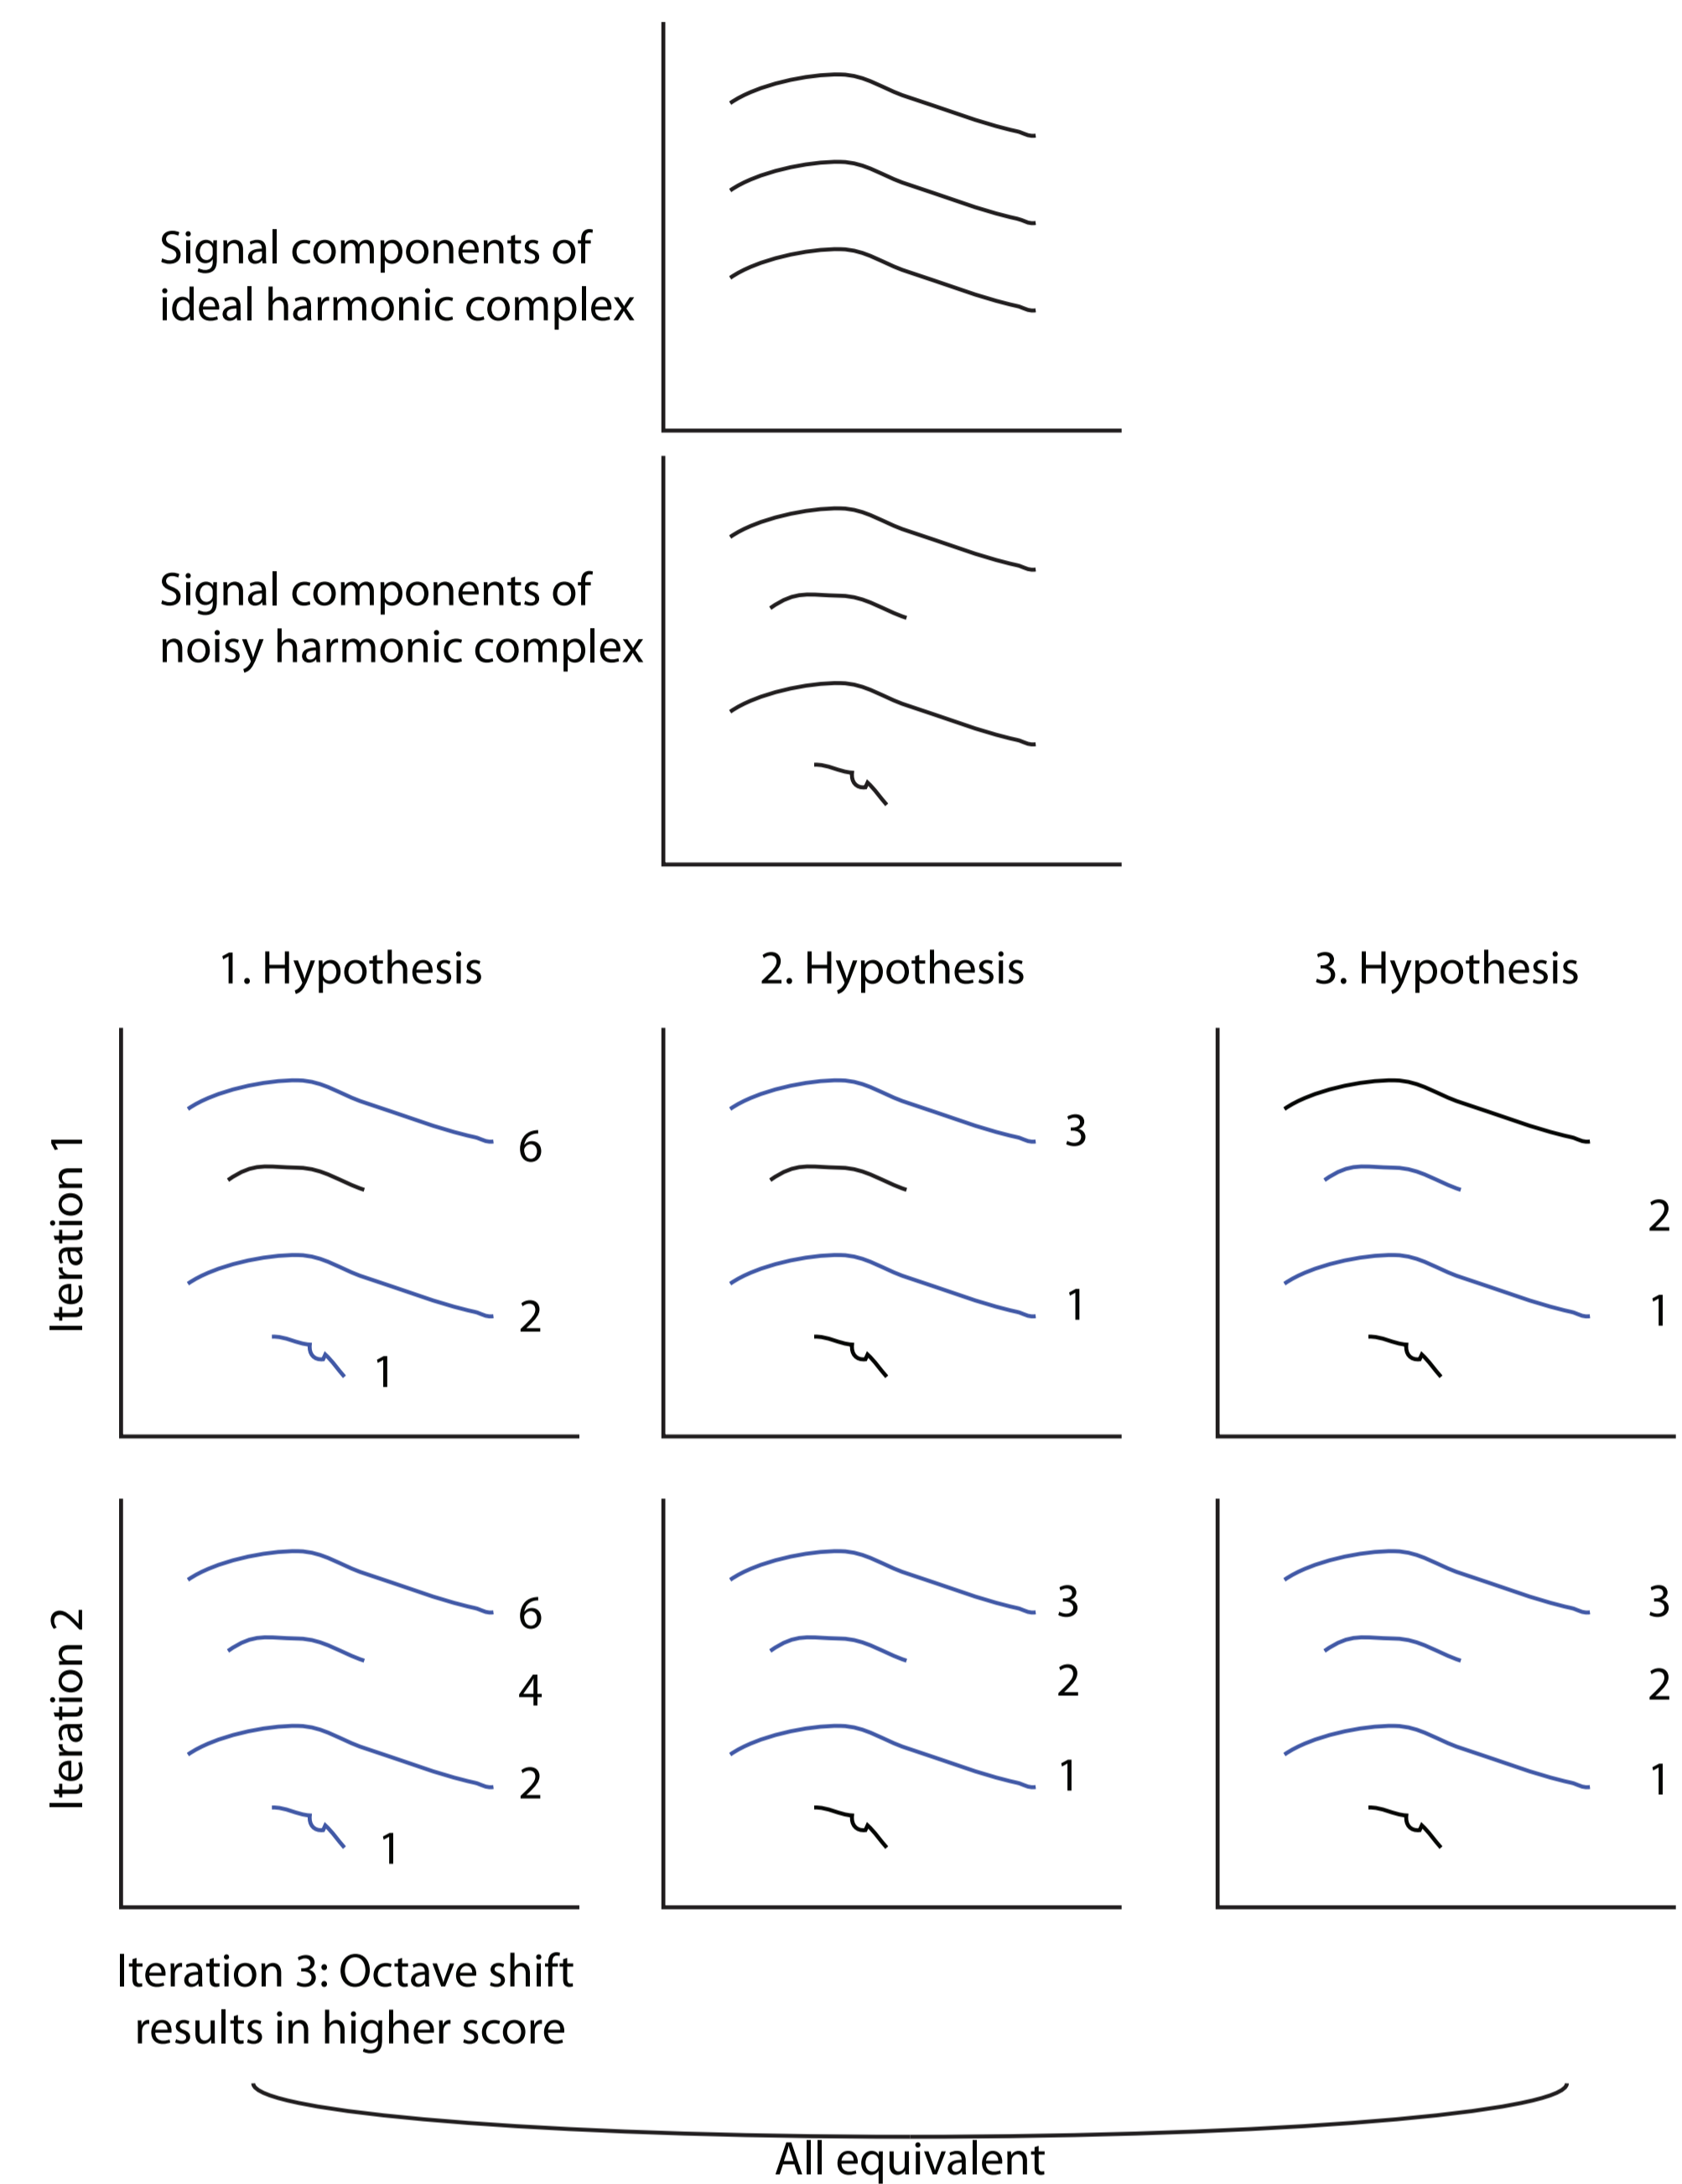 Signal components of
ideal harmonic complex
Signal components of
noisy harmonic complex
1. Hypothesis
2. Hypothesis
3. Hypothesis
Iteration 1
6
2
1
3
1
2
1
Iteration 2
6
4
2
1
3
2
1
3
2
1
Iteration 3: Octave shift
results in higher score
All equivalent